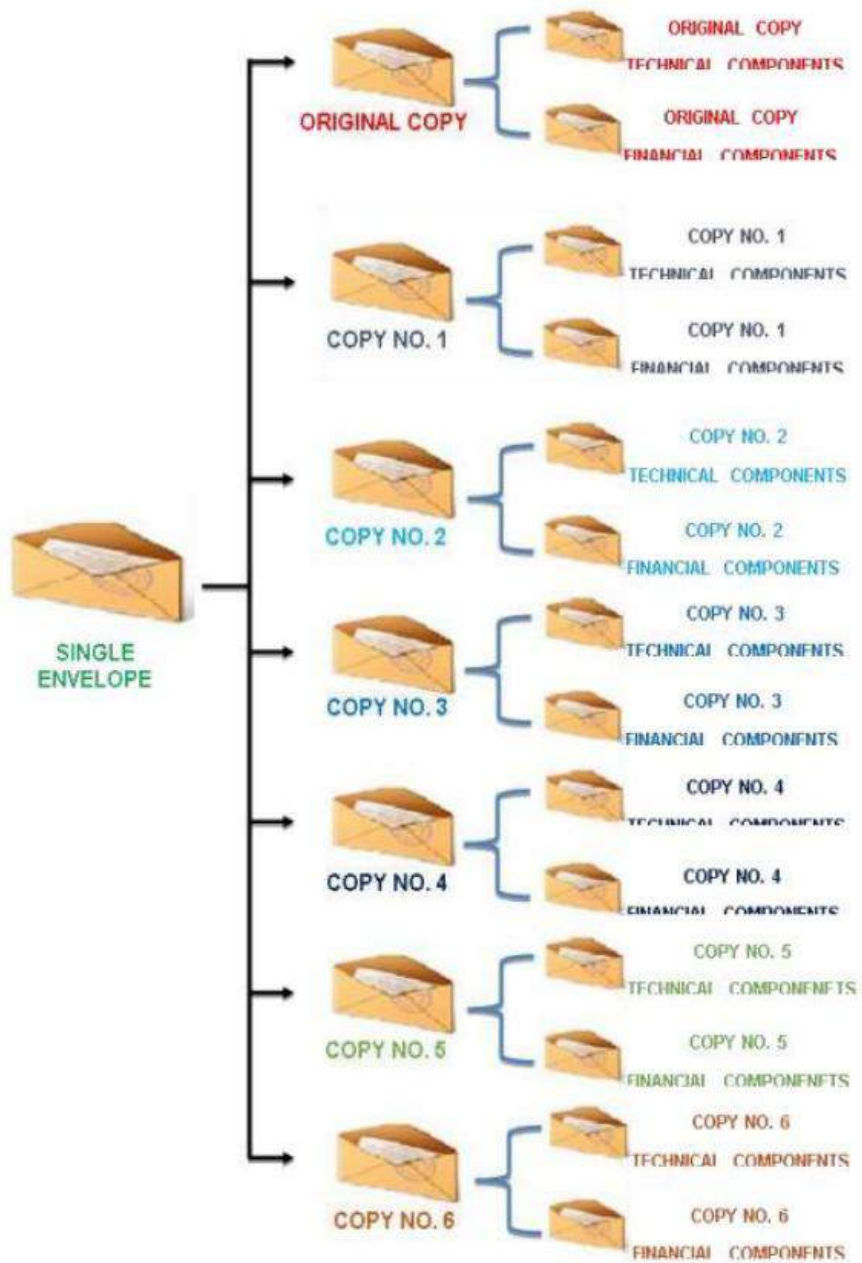 ORIGINAL COPY
TECHNICAL COMPONENTS
ORIGINAL COPY
ORIGINAL COPY
FINANCIAL COMPONENTS
COPY NO. 1
TECHNICAL COMPONENTS
COPY NO. 1
COPY NO. 1
FINANCIAL COMPONENTS
COPY NO. 2
TECHNICAL COMPONENTS
COPY NO. 2
COPY NO. 2
FINANCIAL COMPONENTS
SINGLE
ENVELOPE
COPY NO. 3
TECHNICAL COMPONENTS
COPY NO. 3
COPY NO. 3
FINANCIAL COMPONENTS
COPY NO. 4
TECHNICAL COMPONENTS
COPY NO. 4
COPY NO. 4
FINANCIAL COMPONENTS
COPY NO. 5
TECHNICAL COMPONENETS
COPY NO. 5
COPY NO. 5
FINANCIAL COMPONENETS
COPY NO. 6
TECHNICAL COMPONENTS
COPY NO. 6
COPY NO. 6
FINANCIAL COMPONENTS